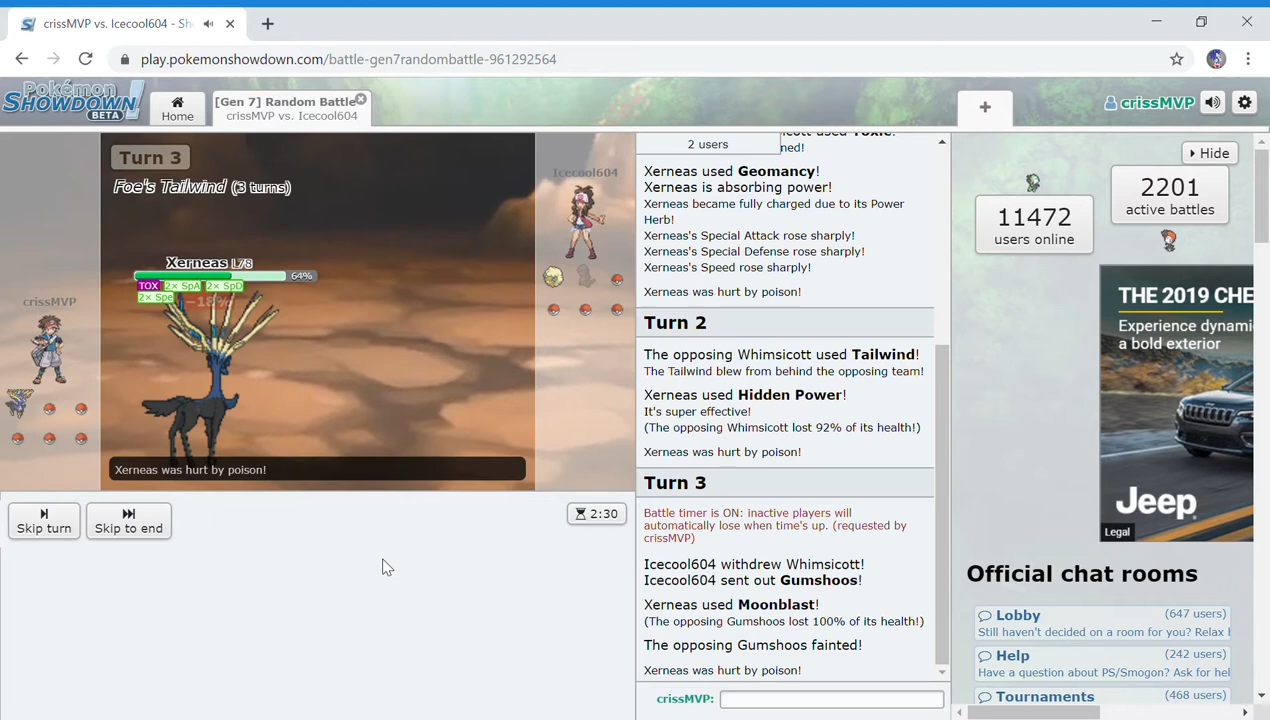 crissMVP vs. Icecool604 - Sh
play.pokemonshowdown.com/battle-gen7randombattle-961292564
Pokémon
SHOWDOWN!
BETA
Home
[Gen 7] Random Battle
crissMVP vs. Icecool604
crissMVP
Turn 3
Foe's Tailwind (3 turns)
Icecool604
Xerneas L78
64%
TOX 2× SpA 2× SpD
2× Spe
−18%
crissMVP
Xerneas was hurt by poison!
Skip turn
Skip to end
2:30
2 users
cott used Toxic!
ned!
Xerneas used Geomancy!
Xerneas is absorbing power!
Xerneas became fully charged due to its Power
Herb!
Xerneas's Special Attack rose sharply!
Xerneas's Special Defense rose sharply!
Xerneas's Speed rose sharply!
Xerneas was hurt by poison!
Turn 2
The opposing Whimsicott used Tailwind!
The Tailwind blew from behind the opposing team!
Xerneas used Hidden Power!
It's super effective!
(The opposing Whimsicott lost 92% of its health!)
Xerneas was hurt by poison!
Turn 3
Battle timer is ON: inactive players will
automatically lose when time's up. (requested by
crissMVP)
Icecool604 withdrew Whimsicott!
Icecool604 sent out Gumshoos!
Xerneas used Moonblast!
(The opposing Gumshoos lost 100% of its health!)
The opposing Gumshoos fainted!
Xerneas was hurt by poison!
crissMVP:
Hide
11472
users online
2201
active battles
THE 2019 CHE
Experience dynami
a bold exterior
Jeep
Legal
Official chat rooms
Lobby (647 users)
Still haven't decided on a room for you? Relax
Help (242 users)
Have a question about PS/Smogon? Ask for hel
Tournaments (468 users)